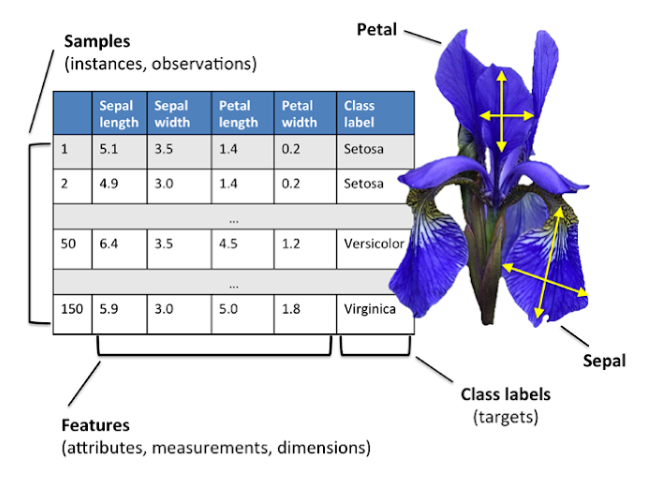 Samples
(instances, observations)
Petal
Sepal length Sepal width Petal length Petal width Class label
1 5.1 3.5 1.4 0.2 Setosa
2 4.9 3.0 1.4 0.2 Setosa
...
50 6.4 3.5 4.5 1.2 Versicolor
...
150 5.9 3.0 5.0 1.8 Virginica
Sepal
Class labels
(targets)
Features
(attributes, measurements, dimensions)